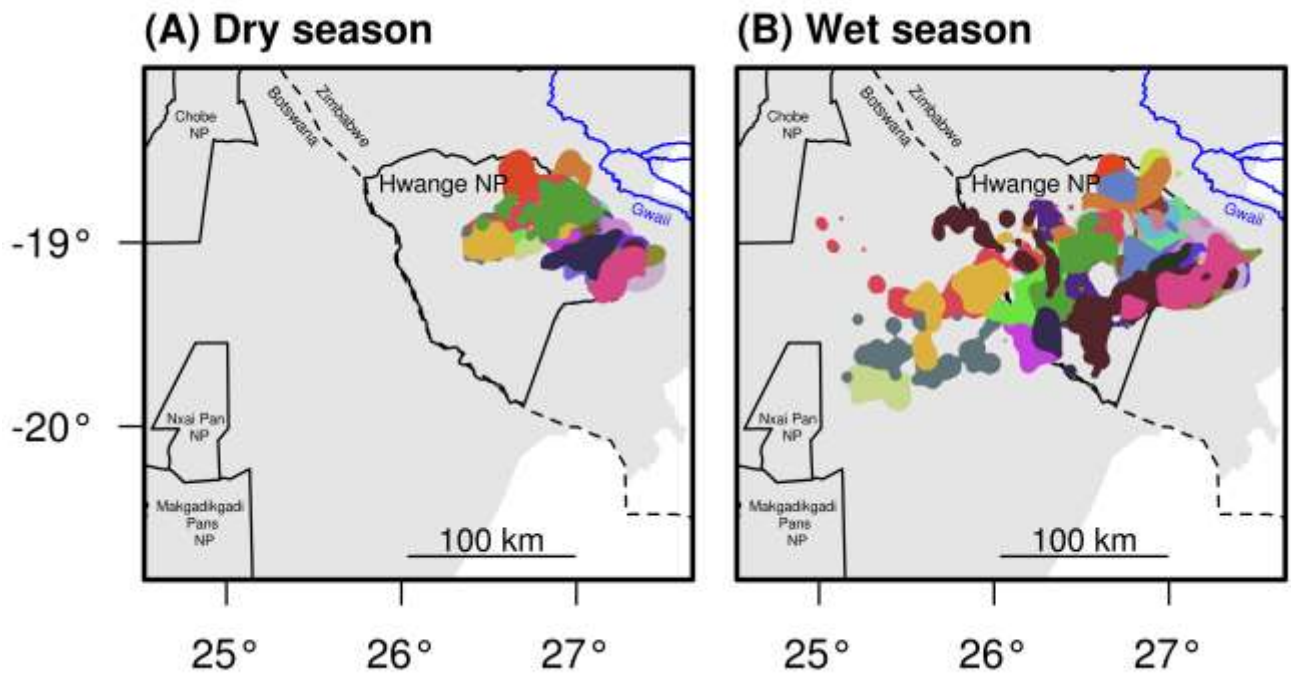 (A) Dry season
(B) Wet season
Chobe
NP
Zimbabwe
Botswana
Hwange NP
Gwaii
Nxai Pan
NP
Makgadikgadi
Pans
NP
100 km
Chobe
NP
Zimbabwe
Botswana
Hwange NP
Gwaii
Nxai Pan
NP
Makgadikgadi
Pans
NP
100 km
-19°
-20°
25°
26°
27°
25°
26°
27°